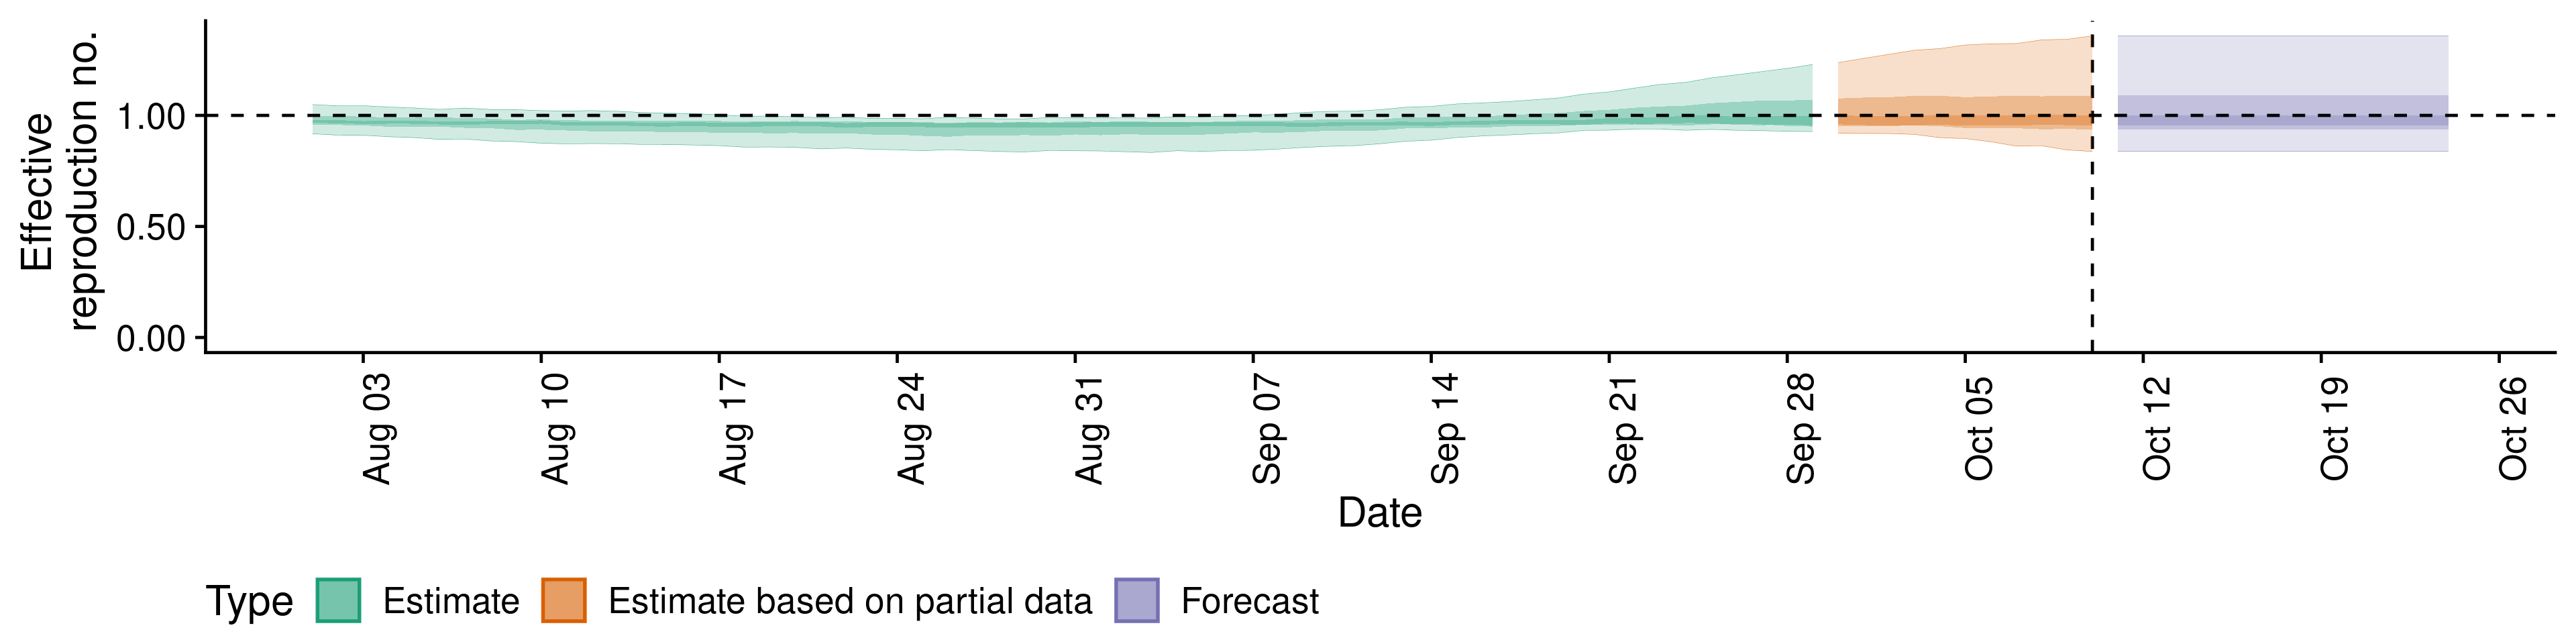 Effective
reproduction no.
1.00
0.50
0.00
Aug 03
Aug 10
Aug 17
Aug 24
Aug 31
Sep 07
Sep 14
Sep 21
Sep 28
Oct 05
Oct 12
Oct 19
Oct 26
Date
Type Estimate Estimate based on partial data Forecast